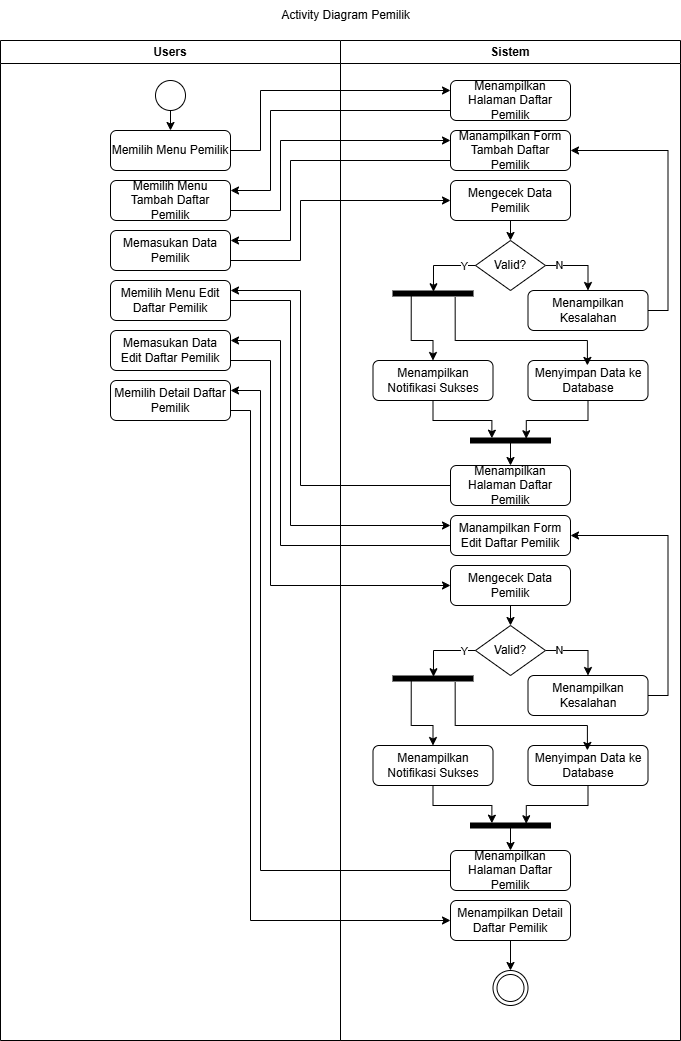 Activity Diagram Pemilik
Users
Sistem
Menampilkan
Halaman Daftar
Pemilik
Memilih Menu Pemilik
Manampilkan Form
Tambah Daftar
Pemilik
Memilih Menu
Tambah Daftar
Pemilik
Mengecek Data
Pemilik
Memasukan Data
Pemilik
Y
Valid?
N
Memilih Menu Edit
Daftar Pemilik
Menampilkan
Kesalahan
Memasukan Data
Edit Daftar Pemilik
Menampilkan
Notifikasi Sukses
Menyimpan Data ke
Database
Memilih Detail Daftar
Pemilik
Menampilkan
Halaman Daftar
Pemilik
Manampilkan Form
Edit Daftar Pemilik
Mengecek Data
Pemilik
Y
Valid?
N
Menampilkan
Kesalahan
Menampilkan
Notifikasi Sukses
Menyimpan Data ke
Database
Menampilkan
Halaman Daftar
Pemilik
Menampilkan Detail
Daftar Pemilik